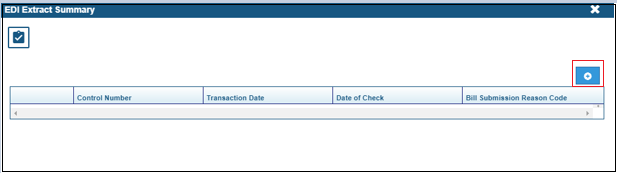 EDI Extract Summary
Control Number Transaction Date Date of Check Bill Submission Reason Code